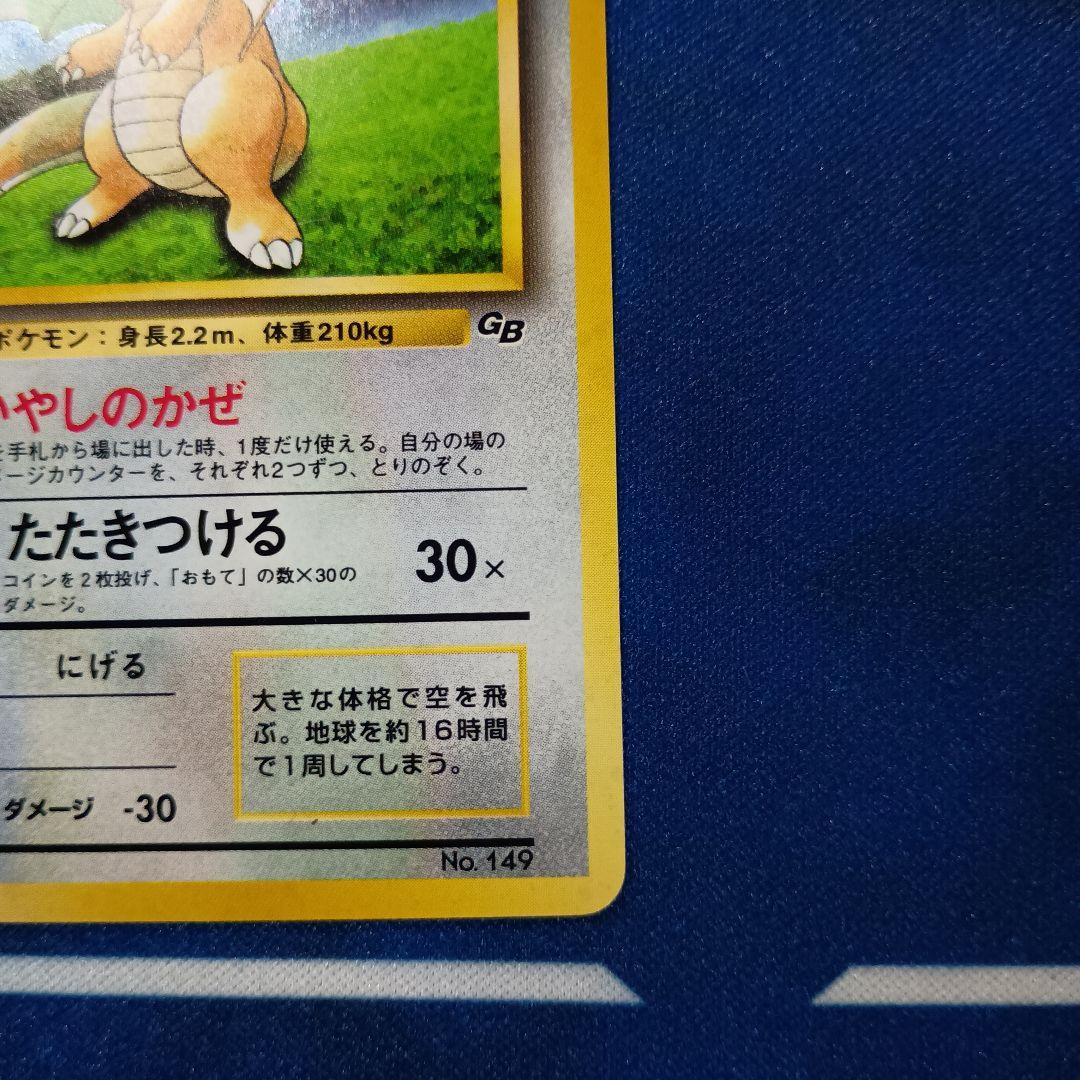 ポケモン：身長2.2m、体重210kg
GB
いやしのかぜ
を手札から場に出した時、1度だけ使える。自分の場の
ージカウンターを、それぞれ2つずつ、とりのぞく。
たたきつける
30×
コインを2枚投げ、「おもて」の数×30の
ダメージ。
にげる
大きな体格で空を飛
ぶ。地球を約16時間
で1周してしまう。
ダメージ -30
No. 149